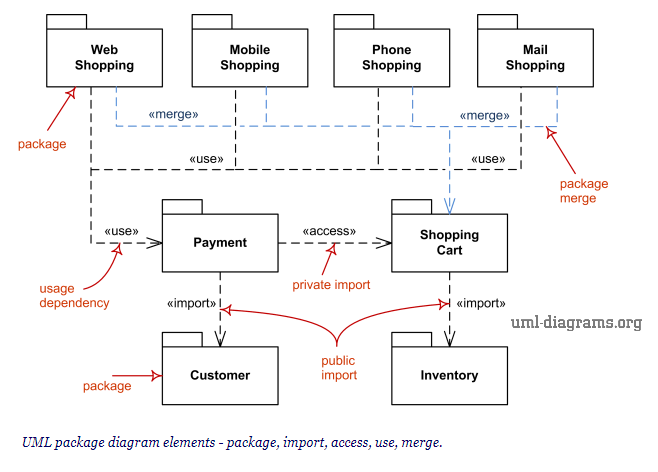 Web
Shopping
Mobile
Shopping
Phone
Shopping
Mail
Shopping
«merge»
«merge»
package
«use»
«use»
package
merge
«use»
Payment
«access»
Shopping
Cart
usage
dependency
private import
«import»
«import»
uml-diagrams.org
public
import
package
Customer
Inventory
UML package diagram elements - package, import, access, use, merge.